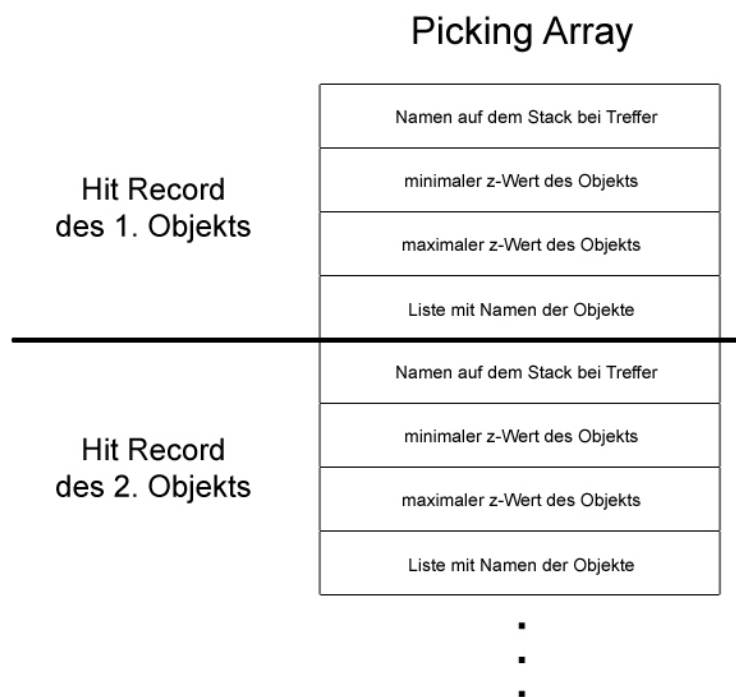 Picking Array
Hit Record
des 1. Objekts
Namen auf dem Stack bei Treffer
minimaler z-Wert des Objekts
maximaler z-Wert des Objekts
Liste mit Namen der Objekte
Hit Record
des 2. Objekts
Namen auf dem Stack bei Treffer
minimaler z-Wert des Objekts
maximaler z-Wert des Objekts
Liste mit Namen der Objekte